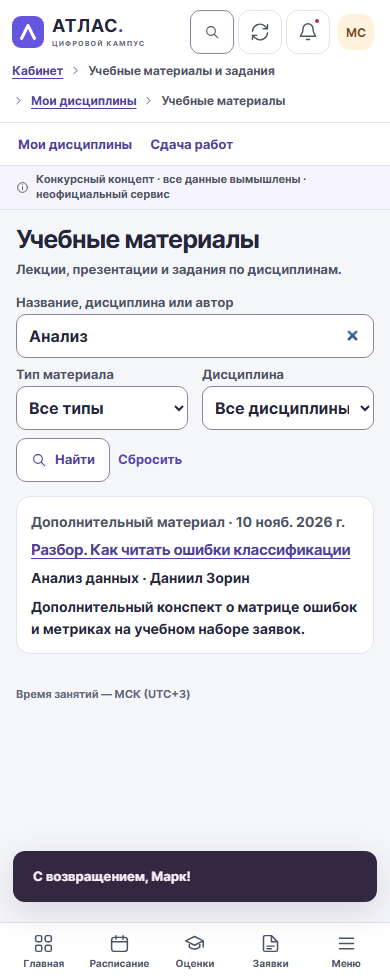 АТЛАС.
ЦИФРОВОЙ КАМПУС
МС
Кабинет > Учебные материалы и задания
> Мои дисциплины > Учебные материалы
Мои дисциплины Сдача работ
Конкурсный концепт · все данные вымышлены ·
неофициальный сервис
Учебные материалы
Лекции, презентации и задания по дисциплинам.
Название, дисциплина или автор
Анализ
Тип материала Дисциплина
Все типы Все дисциплины
Найти Сбросить
Дополнительный материал · 10 нояб. 2026 г.
Разбор. Как читать ошибки классификации
Анализ данных · Даниил Зорин
Дополнительный конспект о матрице ошибок
и метриках на учебном наборе заявок.
Время занятий — МСК (UTC+3)
С возвращением, Марк!
Главная Расписание Оценки Заявки Меню